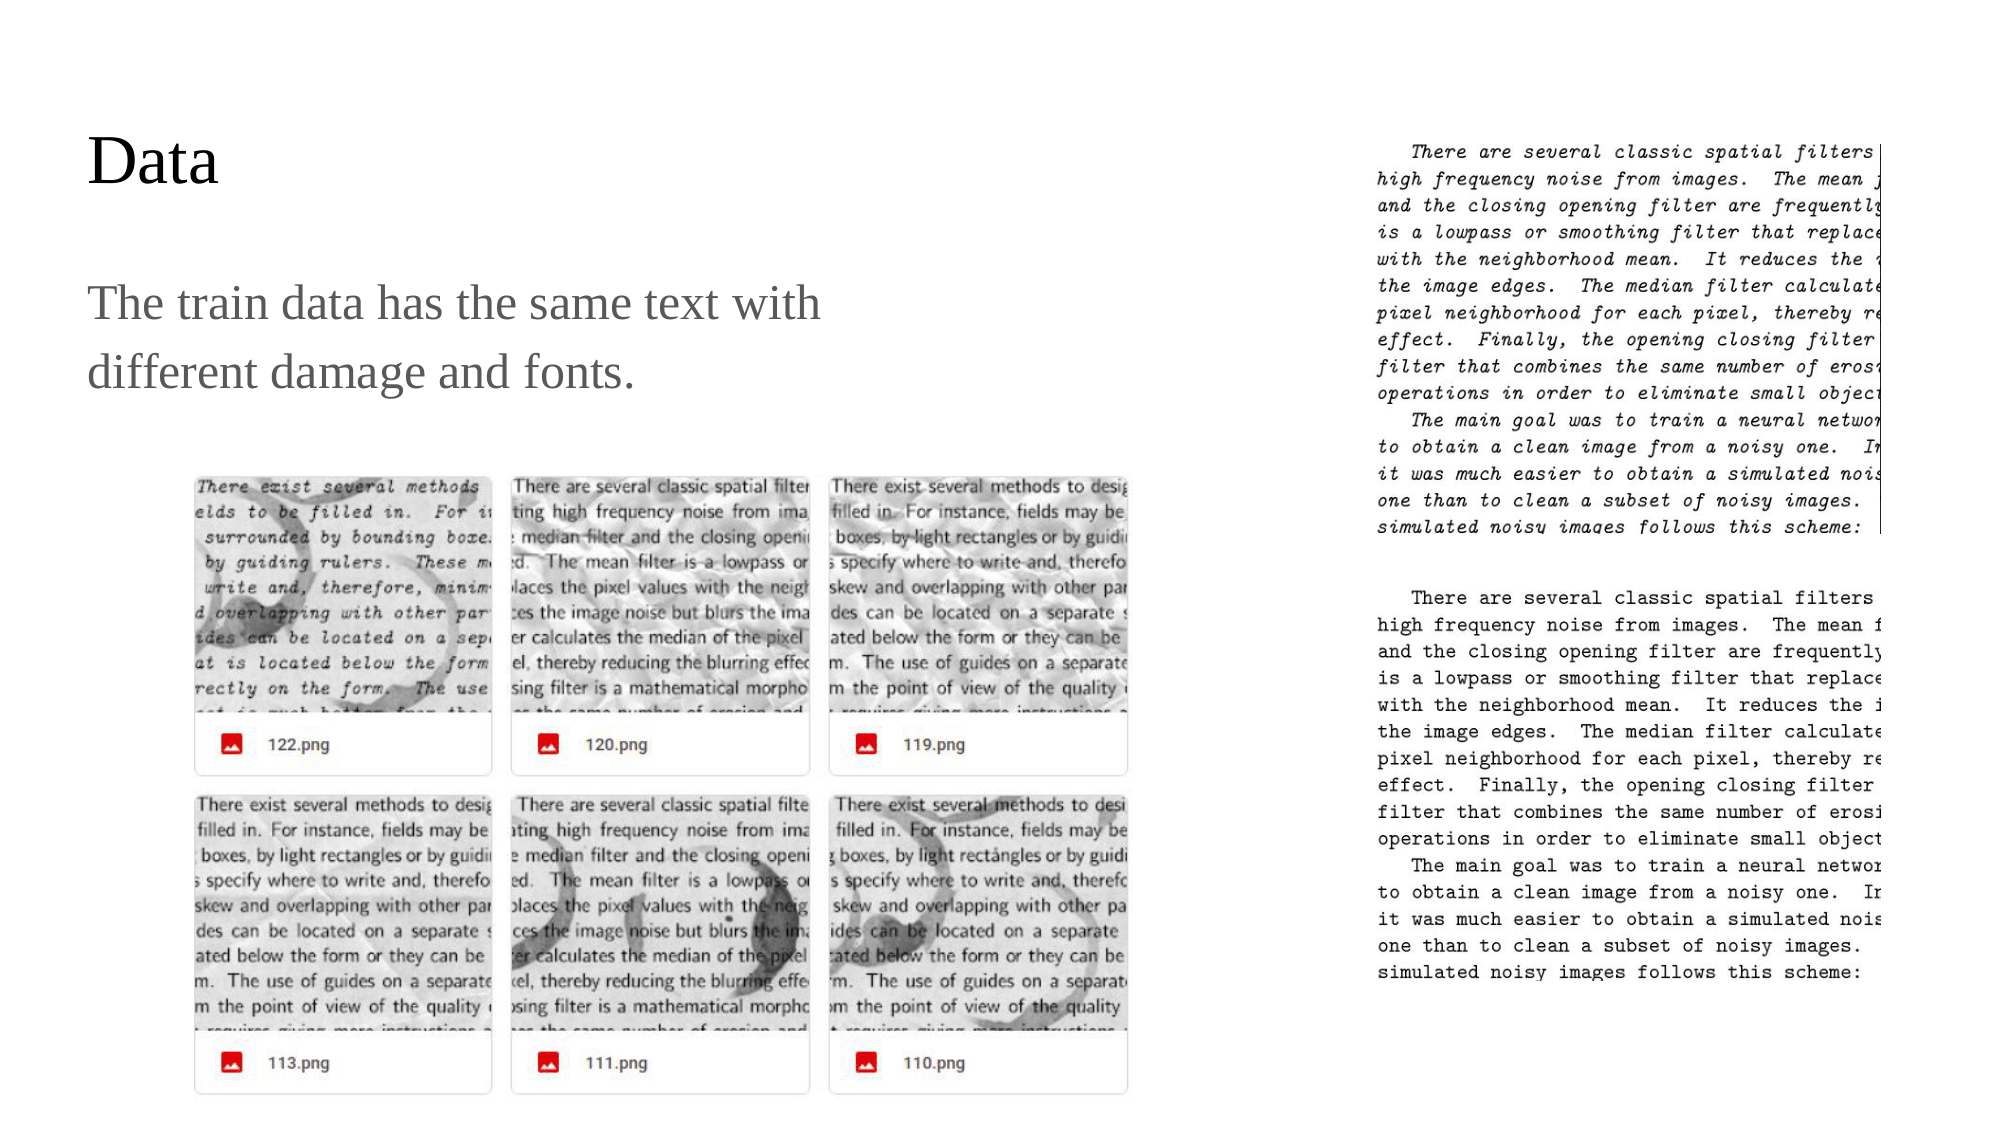 Data
The train data has the same text with
different damage and fonts.
There exist several methods
elds to be filled in. For
surrounded by bounding
by guiding rulers. These
write and, therefore,
d overlapping with other par
ides can be located on a
at is located below the form
rectly on the form. The use
122.png
There are several classic spatial filter
ting high frequency noise from ima
median filter and the closing
ed. The mean filter is a lowpass or
laces the pixel values with the neigh
ces the image noise but blurs the ima
er calculates the median of the pixel
el, thereby reducing the blurring effec
sing filter is a mathematical morpho
120.png
There exist several methods to desig
filled in. For instance, fields may be
boxes, by light rectangles or by
s specify where to write and, therefo
skew and overlapping with other par
des can be located on a separate s
ated below the form or they can be
m. The use of guides on a separate
m the point of view of the quality
119.png
There exist several methods to desig
filled in. For instance, fields may be
boxes, by light rectangles or by
s specify where to write and, therefo
skew and overlapping with other par
des can be located on a separate s
ated below the form or they can be
m. The use of guides on a separate
m the point of view of the quality
113.png
There are several classic spatial filte
ating high frequency noise from ima
e median filter and the closing openi
ed. The mean filter is a lowpass or
places the pixel values with the neig
ces the image noise but blurs the ima
er calculates the median of the pixel
xel, thereby reducing the blurring effe
osing filter is a mathematical morpho
111.png
There exist several methods to desi
filled in. For instance, fields may be
g boxes, by light rectangles or by guidi
s specify where to write and, therefo
skew and overlapping with other pa
ides can be located on a separate
cated below the form or they can be
rm. The use of guides on a separat
om the point of view of the quality
110.png
There are several classic spatial filters
high frequency noise from images. The mean
and the closing opening filter are frequently
is a lowpass or smoothing filter that replace
with the neighborhood mean. It reduces the
the image edges. The median filter calculate
pixel neighborhood for each pixel, thereby re
effect. Finally, the opening closing filter
filter that combines the same number of erosi
operations in order to eliminate small object
The main goal was to train a neural networ
to obtain a clean image from a noisy one. In
it was much easier to obtain a simulated nois
one than to clean a subset of noisy images.
simulated noisy images follows this scheme:
There are several classic spatial filters
high frequency noise from images. The mean f
and the closing opening filter are frequently
is a lowpass or smoothing filter that replace
with the neighborhood mean. It reduces the i
the image edges. The median filter calculate
pixel neighborhood for each pixel, thereby re
effect. Finally, the opening closing filter
filter that combines the same number of erosi
operations in order to eliminate small object
The main goal was to train a neural networ
to obtain a clean image from a noisy one. In
it was much easier to obtain a simulated nois
one than to clean a subset of noisy images.
simulated noisy images follows this scheme: